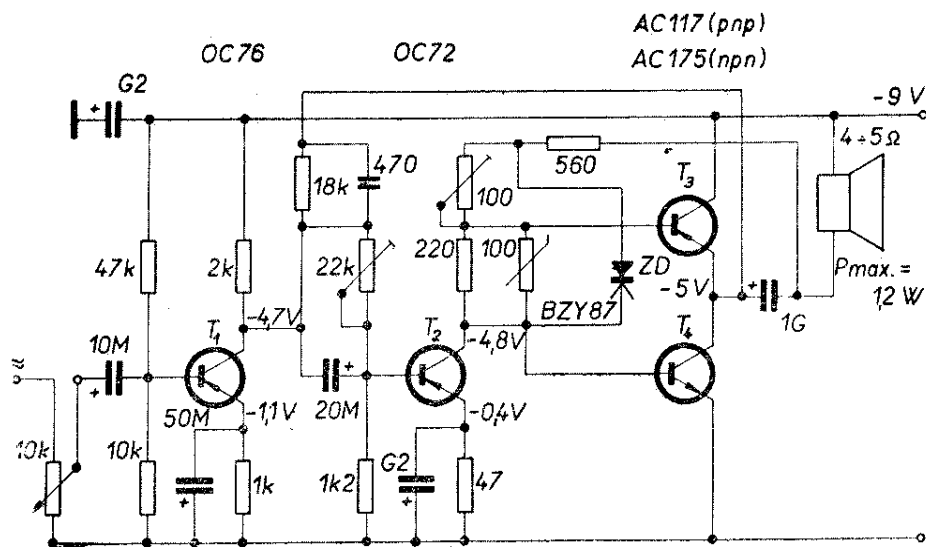 AC117 (pnp)
OC76
OC72
AC175 (npn)
G2
-9 V
4÷5Ω
470
560
18k
100
T3
47k
2k
22k
220
100
ZD
-4,7V
-5V
Pmax. =
1,2 W
BZY87
10M
T1
T2
-4,8V
1G
T4
≈
50M
-1,1V
20M
-0,4V
10k
10k
1k
1k2
G2
47